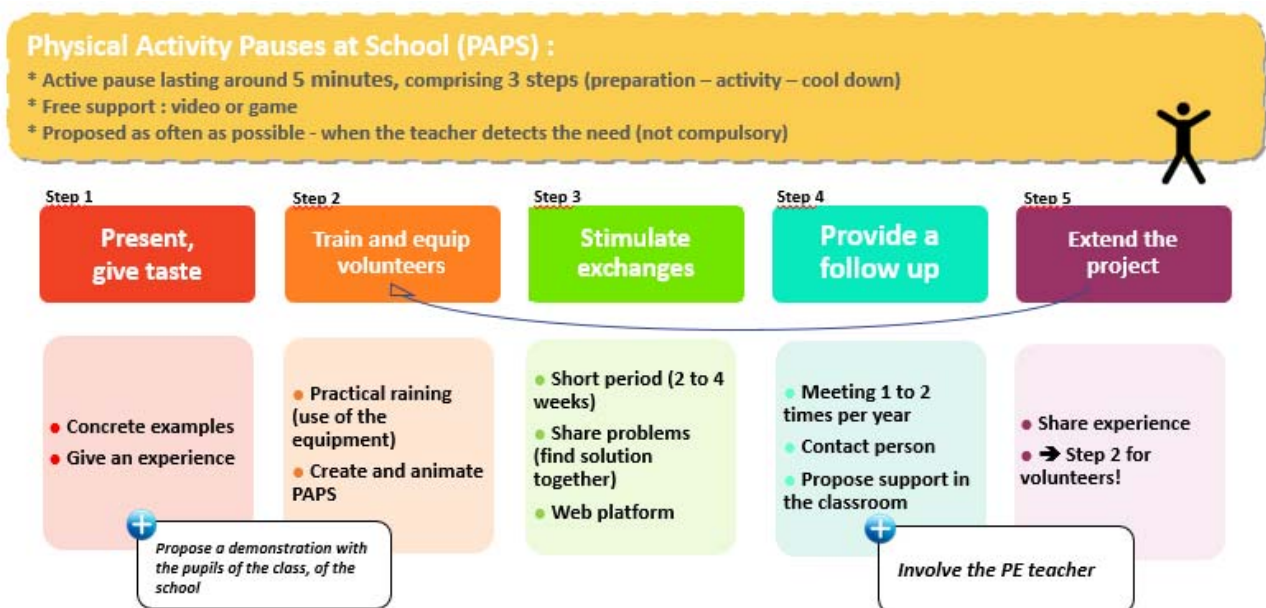 Physical Activity Pauses at School (PAPS) :
* Active pause lasting around 5 minutes, comprising 3 steps (preparation – activity – cool down)
* Free support : video or game
* Proposed as often as possible - when the teacher detects the need (not compulsory)
Step 1
Present,
give taste
● Concrete examples
● Give an experience
Propose a demonstration with
the pupils of the class, of the
school
Step 2
Train and equip
volunteers
● Practical raining
(use of the
equipment)
● Create and animate
PAPS
Step 3
Stimulate
exchanges
● Short period (2 to 4
weeks)
● Share problems
(find solution
together)
● Web platform
Step 4
Provide a
follow up
● Meeting 1 to 2
times per year
● Contact person
● Propose support in
the classroom
Involve the PE teacher
Step 5
Extend the
project
● Share experience
● ➔ Step 2 for
volunteers!